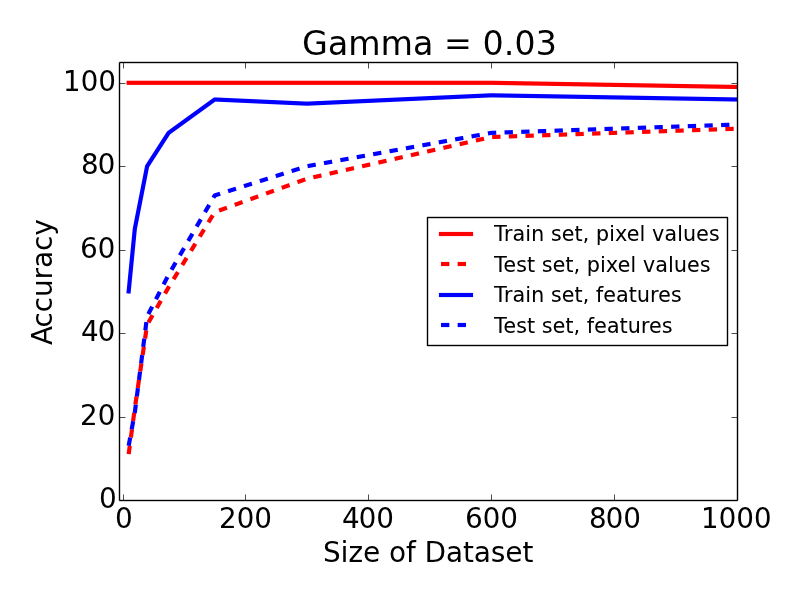 Gamma = 0.03
100
80
60
40
20
0
Accuracy
Train set, pixel values
Test set, pixel values
Train set, features
Test set, features
0 200 400 600 800 1000
Size of Dataset